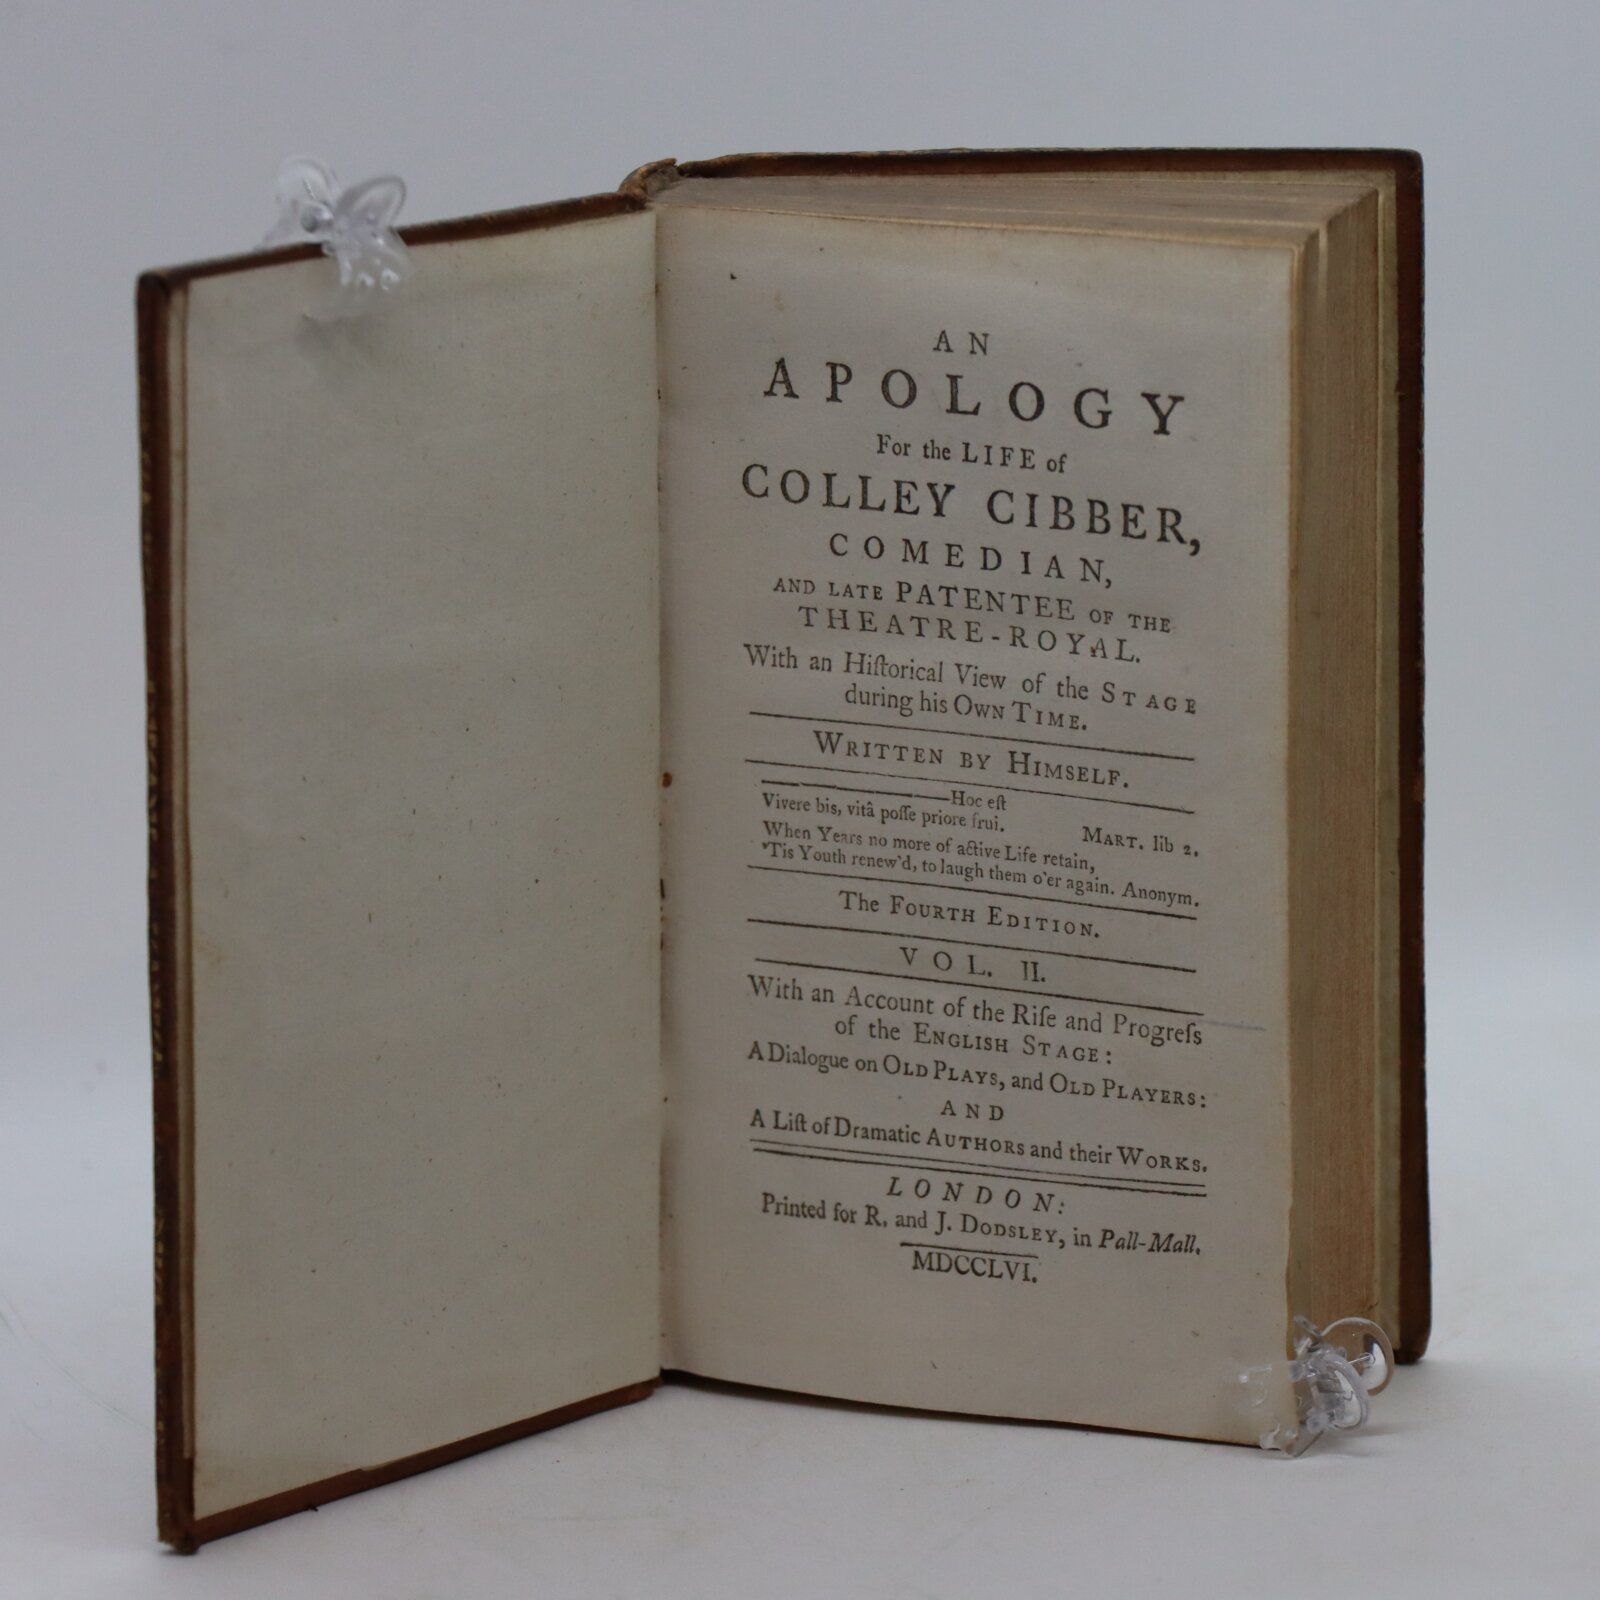 AN
APOLOGY
For the LIFE of
COLLEY CIBBER,
COMEDIAN,
AND LATE PATENTEE OF THE
THEATRE-ROYAL.
With an Hiſtorical View of the STAGE
during his OWN TIME.
WRITTEN BY HIMSELF.
——Hoc eſt
Vivere bis, vitâ poſſe priore frui.
MART. lib 2.
When Years no more of active Life retain,
'Tis Youth renew'd, to laugh them o'er again. Anonym.
The FOURTH EDITION.
VOL. II.
With an Account of the Riſe and Progreſs
of the ENGLISH STAGE:
A Dialogue on OLD PLAYS, and OLD PLAYERS:
AND
A Liſt of Dramatic AUTHORS and their WORKS.
LONDON:
Printed for R. and J. DODSLEY, in Pall-Mall.
MDCCLVI.